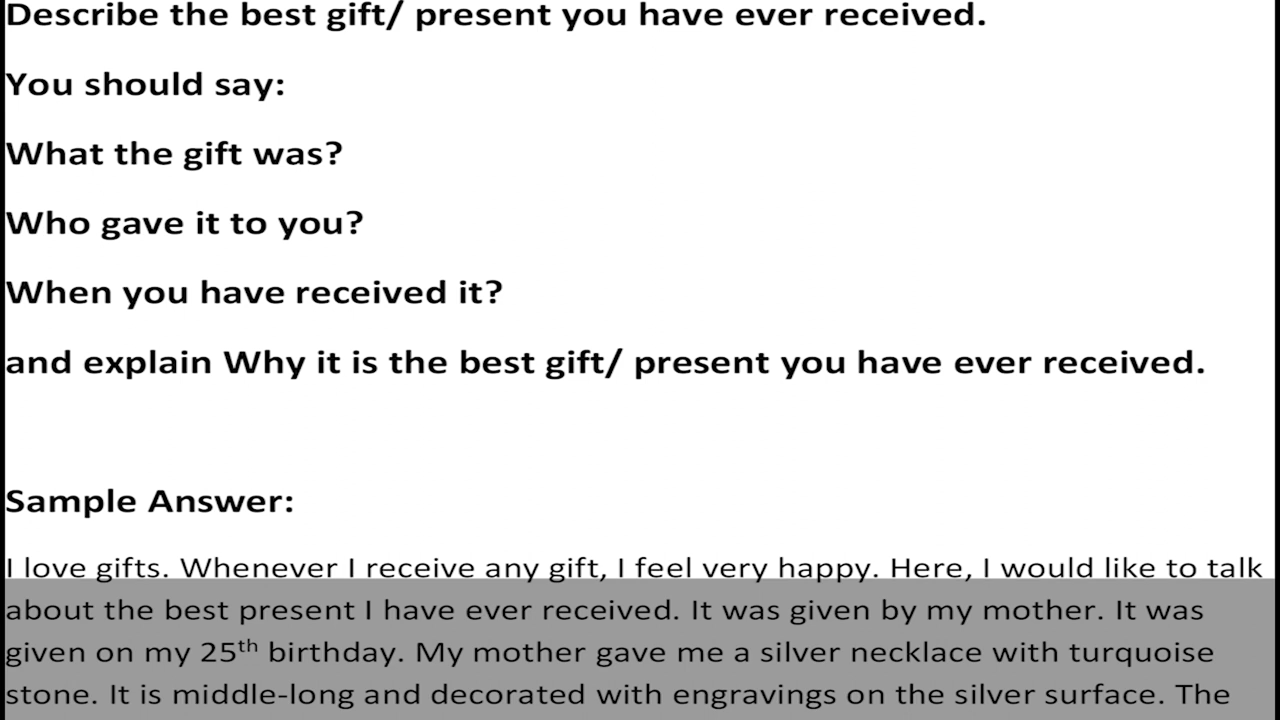 Describe the best gift/ present you have ever received.
You should say:
What the gift was?
Who gave it to you?
When you have received it?
and explain Why it is the best gift/ present you have ever received.
Sample Answer:
I love gifts. Whenever I receive any gift, I feel very happy. Here, I would like to talk
about the best present I have ever received. It was given by my mother. It was
given on my 25th birthday. My mother gave me a silver necklace with turquoise
stone. It is middle-long and decorated with engravings on the silver surface. The